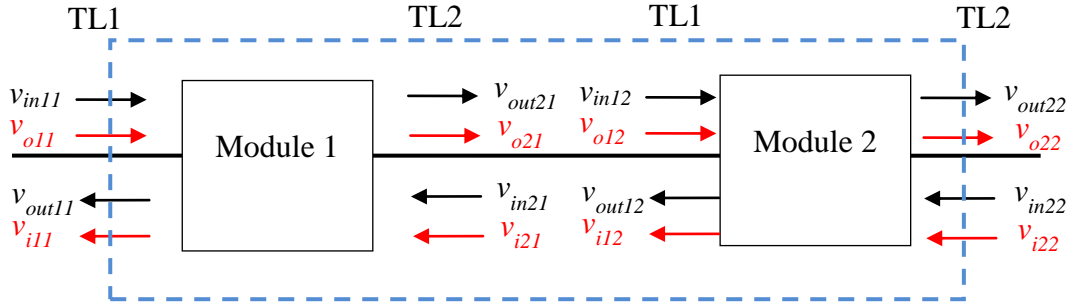 TL1 TL2 TL1 TL2
v_in11 v_out21 v_in12 v_out22
v_o11 v_o21 v_o12 v_o22
Module 1 Module 2
v_out11 v_in21 v_out12 v_in22
v_i11 v_i21 v_i12 v_i22